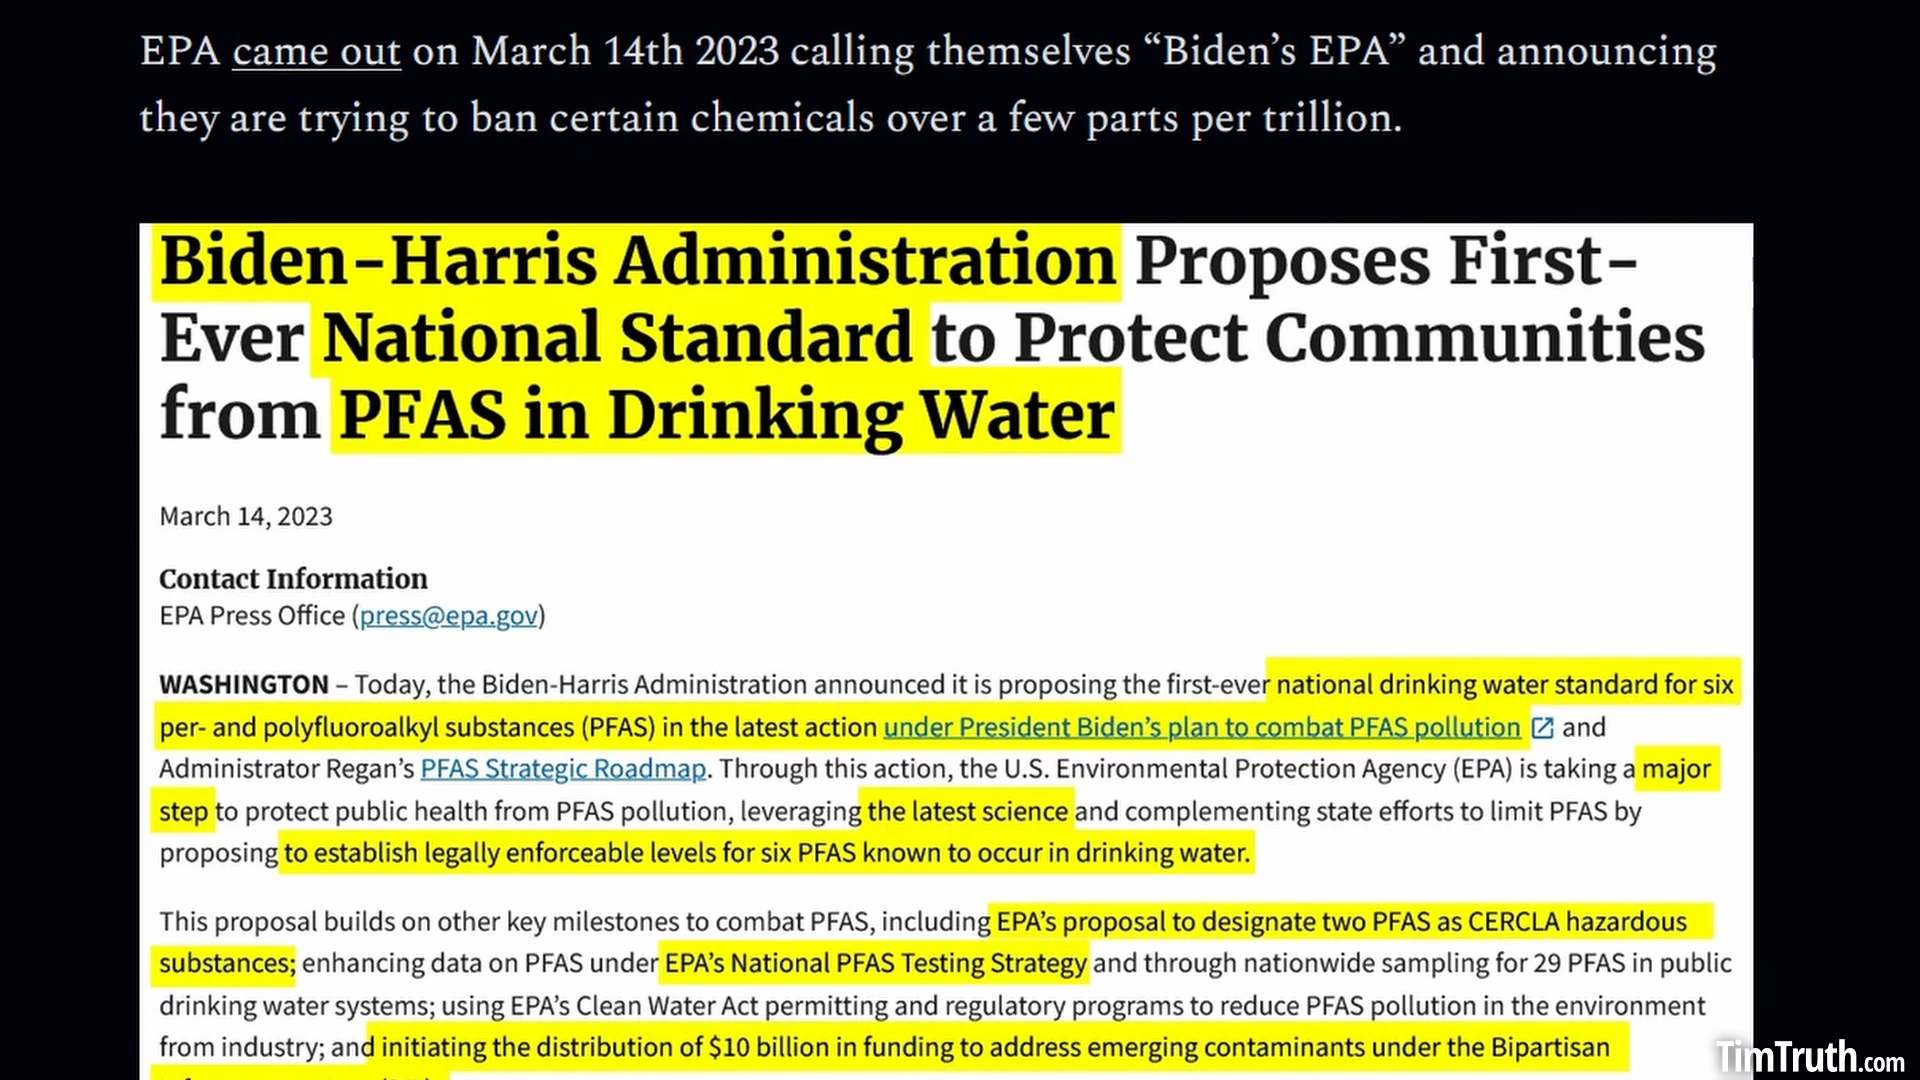 EPA came out on March 14th 2023 calling themselves “Biden’s EPA” and announcing
they are trying to ban certain chemicals over a few parts per trillion.
Biden-Harris Administration Proposes First-
Ever National Standard to Protect Communities
from PFAS in Drinking Water
March 14, 2023
Contact Information
EPA Press Office (press@epa.gov)
WASHINGTON – Today, the Biden-Harris Administration announced it is proposing the first-ever national drinking water standard for six
per- and polyfluoroalkyl substances (PFAS) in the latest action under President Biden’s plan to combat PFAS pollution and
Administrator Regan’s PFAS Strategic Roadmap. Through this action, the U.S. Environmental Protection Agency (EPA) is taking a major
step to protect public health from PFAS pollution, leveraging the latest science and complementing state efforts to limit PFAS by
proposing to establish legally enforceable levels for six PFAS known to occur in drinking water.
This proposal builds on other key milestones to combat PFAS, including EPA’s proposal to designate two PFAS as CERCLA hazardous
substances; enhancing data on PFAS under EPA’s National PFAS Testing Strategy and through nationwide sampling for 29 PFAS in public
drinking water systems; using EPA’s Clean Water Act permitting and regulatory programs to reduce PFAS pollution in the environment
from industry; and initiating the distribution of $10 billion in funding to address emerging contaminants under the Bipartisan
TimTruth.com